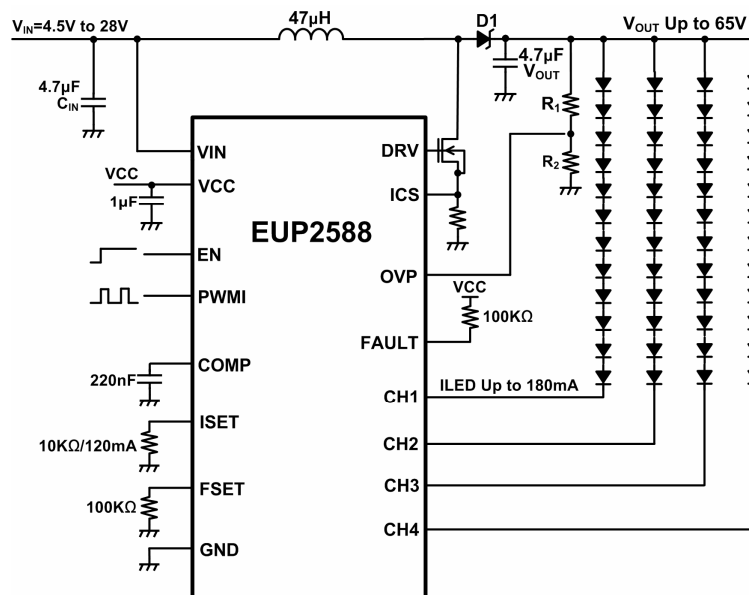 VIN=4.5V to 28V
47µH
D1
VOUT Up to 65V
4.7µF
CIN
4.7µF
VOUT
R1
R2
VIN
DRV
VCC
VCC
1µF
ICS
EUP2588
EN
OVP
PWMI
VCC
100KΩ
FAULT
COMP
220nF
ILED Up to 180mA
CH1
ISET
10KΩ/120mA
CH2
FSET
100KΩ
CH3
CH4
GND